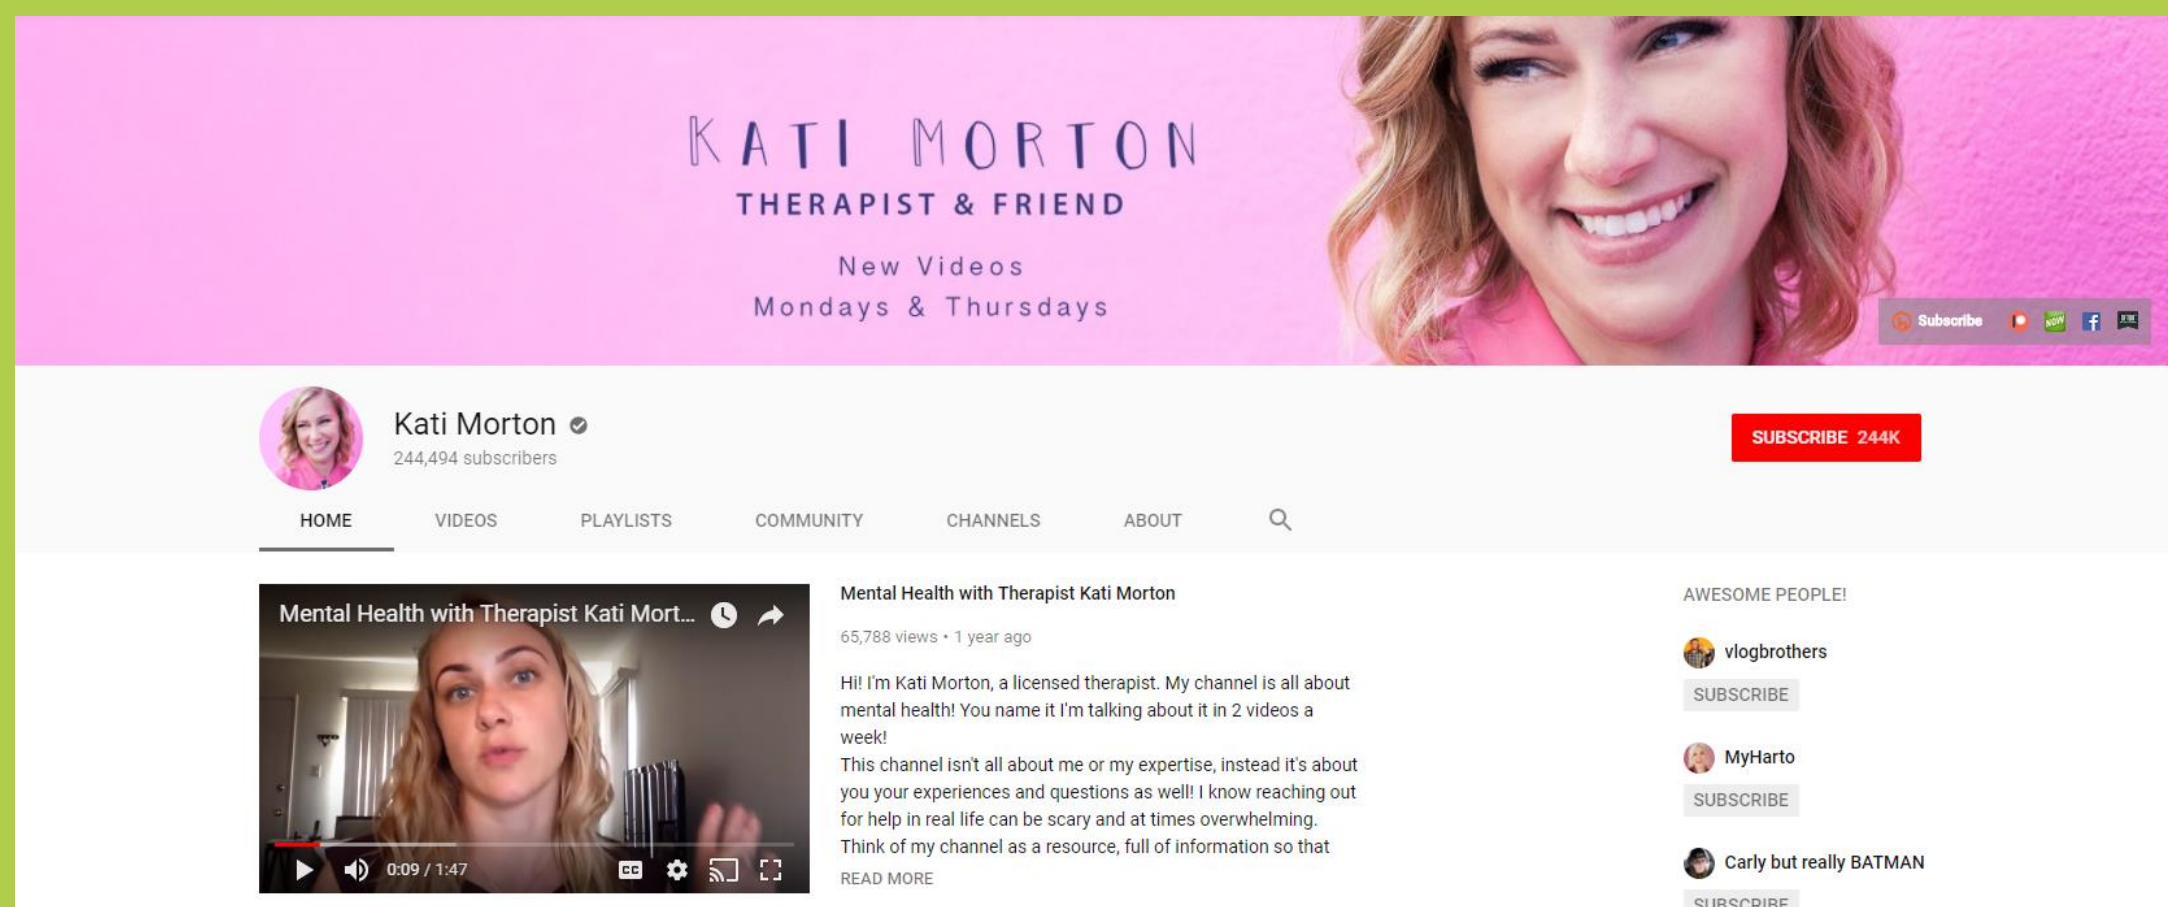 KATI MORTON
THERAPIST & FRIEND
New Videos
Mondays & Thursdays
Subscribe
NOW
Kati Morton
244,494 subscribers
SUBSCRIBE 244K
HOME
VIDEOS
PLAYLISTS
COMMUNITY
CHANNELS
ABOUT
Mental Health with Therapist Kati Mort...
CC
0:09 / 1:47
Mental Health with Therapist Kati Morton
65,788 views • 1 year ago
Hi! I'm Kati Morton, a licensed therapist. My channel is all about
mental health! You name it I'm talking about it in 2 videos a
week!
This channel isn't all about me or my expertise, instead it's about
you your experiences and questions as well! I know reaching out
for help in real life can be scary and at times overwhelming.
Think of my channel as a resource, full of information so that
READ MORE
AWESOME PEOPLE!
vlogbrothers
SUBSCRIBE
MyHarto
SUBSCRIBE
Carly but really BATMAN
SUBSCRIBE